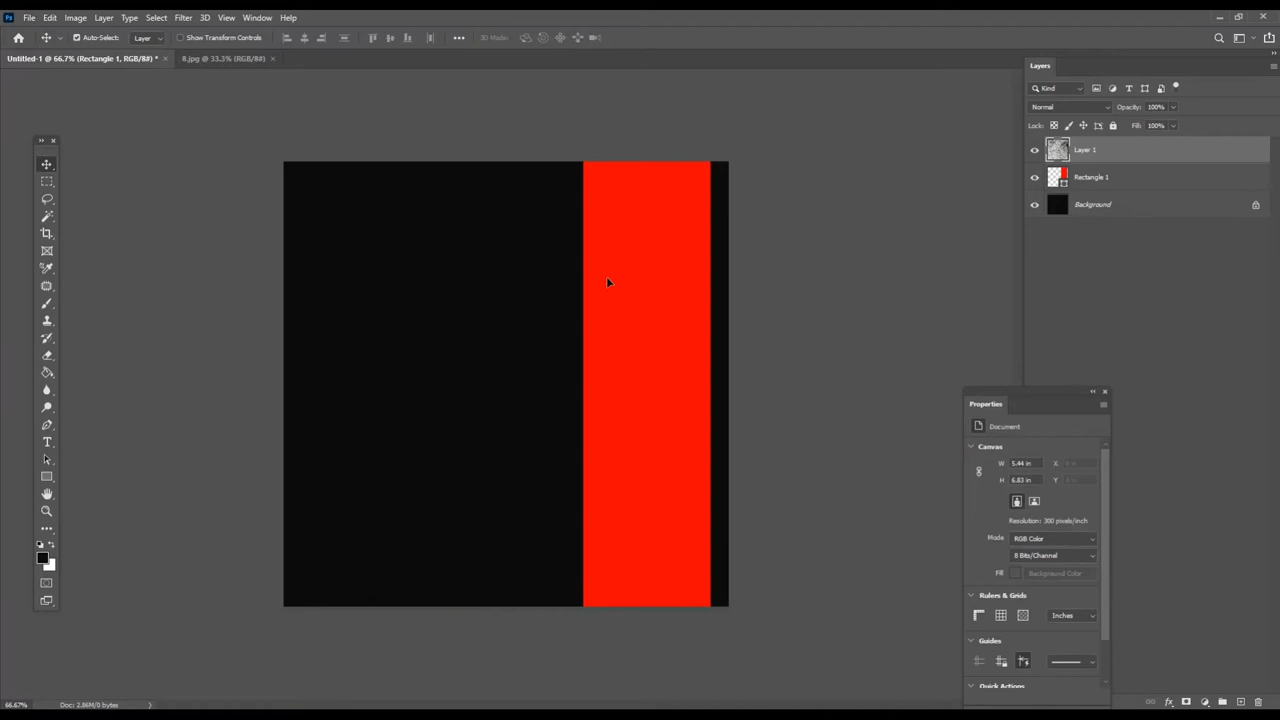 Ps File Edit Image Layer Type Select Filter 3D View Window Help
Auto-Select: Layer Show Transform Controls 3D Mode:
Untitled-1 @ 66.7% (Rectangle 1, RGB/8#) * 8.jpg @ 33.3% (RGB/8#)
Layers
Kind
Normal Opacity: 100%
Lock: Fill: 100%
Layer 1
Rectangle 1
Background
Properties
Document
Canvas
W 5.44 in X
H 6.83 in Y
Resolution: 300 pixels/inch
Mode RGB Color
8 Bits/Channel
Fill Background Color
Rulers & Grids
Inches
Guides
Quick Actions
66.67% Doc: 2.86M/0 bytes